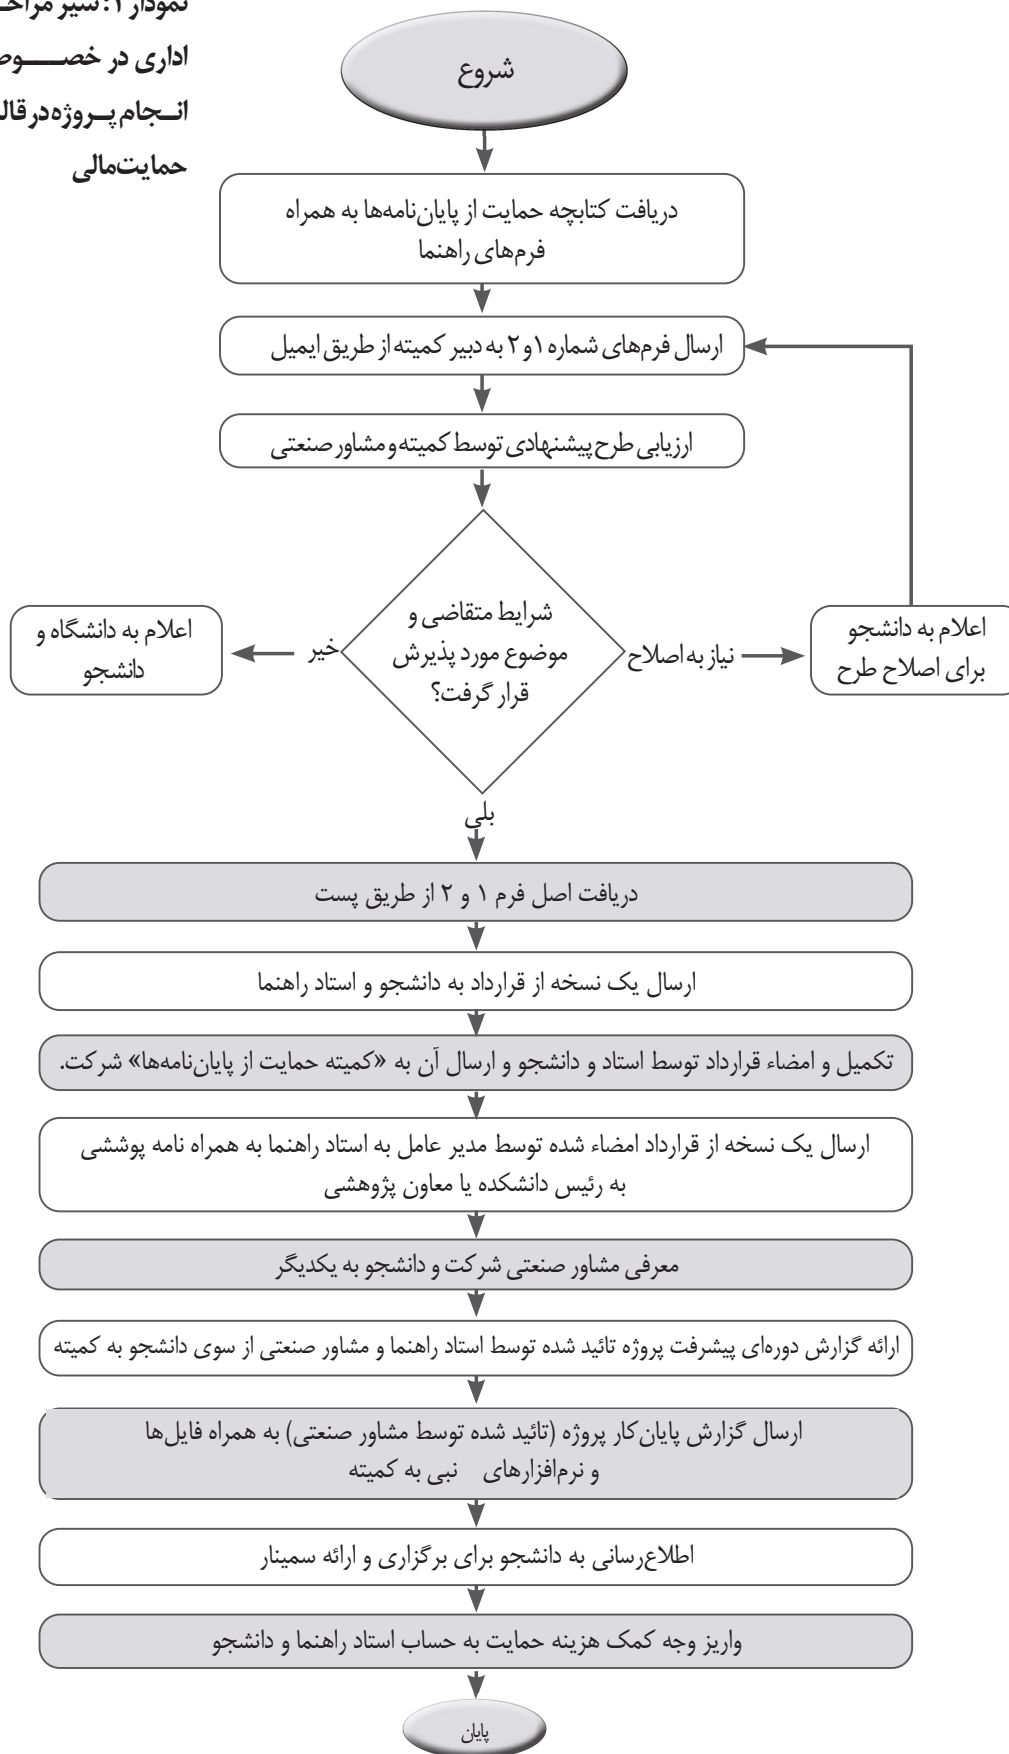 اداری در
انـجام پـروژه در
حمایت‌مالی
شروع
دریافت کتابچه حمایت از پایان‌نامه‌ها به همراه
فرم‌های راهنما
ارسال فرم‌های شماره ۱و ۲ به دبیر کمیته از طریق ایمیل
ارزیابی طرح پیشنهادی توسط کمیته و مشاور صنعتی
شرایط متقاضی و
موضوع مورد پذیرش
قرار گرفت؟
نیاز به اصلاح
اعلام به دانشجو
برای اصلاح طرح
خیر
اعلام به دانشگاه و
دانشجو
بلی
دریافت اصل فرم ۱ و ۲ از طریق پست
ارسال یک نسخه از قرارداد به دانشجو و استاد راهنما
تکمیل و امضاء قرارداد توسط استاد و دانشجو و ارسال آن به «کمیته حمایت از پایان‌نامه‌ها» شرکت.
ارسال یک نسخه از قرارداد امضاء شده توسط مدیر عامل به استاد راهنما به همراه نامه پوششی
به رئیس دانشکده یا معاون پژوهشی
معرفی مشاور صنعتی شرکت و دانشجو به یکدیگر
ارائه گزارش دوره‌ای پیشرفت پروژه تائید شده توسط استاد راهنما و مشاور صنعتی از سوی دانشجو به کمیته
ارسال گزارش پایان‌کار پروژه (تائید شده توسط مشاور صنعتی) به همراه فایل‌ها
و نرم‌افزارهای نبی به کمیته
اطلاع‌رسانی به دانشجو برای برگزاری و ارائه سمینار
واریز وجه کمک هزینه حمایت به حساب استاد راهنما و دانشجو
پایان